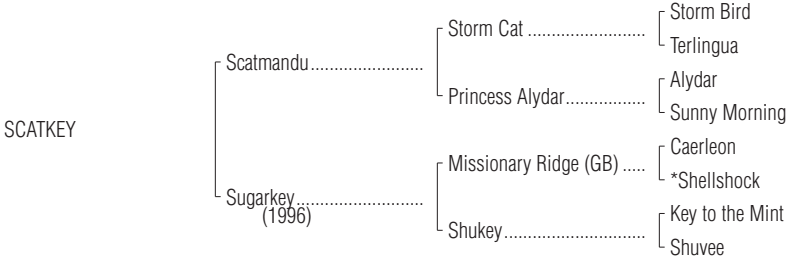 Storm Bird
Storm Cat ........................
Terlingua
Scatmandu.......................
Alydar
Princess Alydar................
Sunny Morning
SCATKEY
Caerleon
Missionary Ridge (GB) .....
*Shellshock
Sugarkey..........................
(1996)
Key to the Mint
Shukey.............................
Shuvee